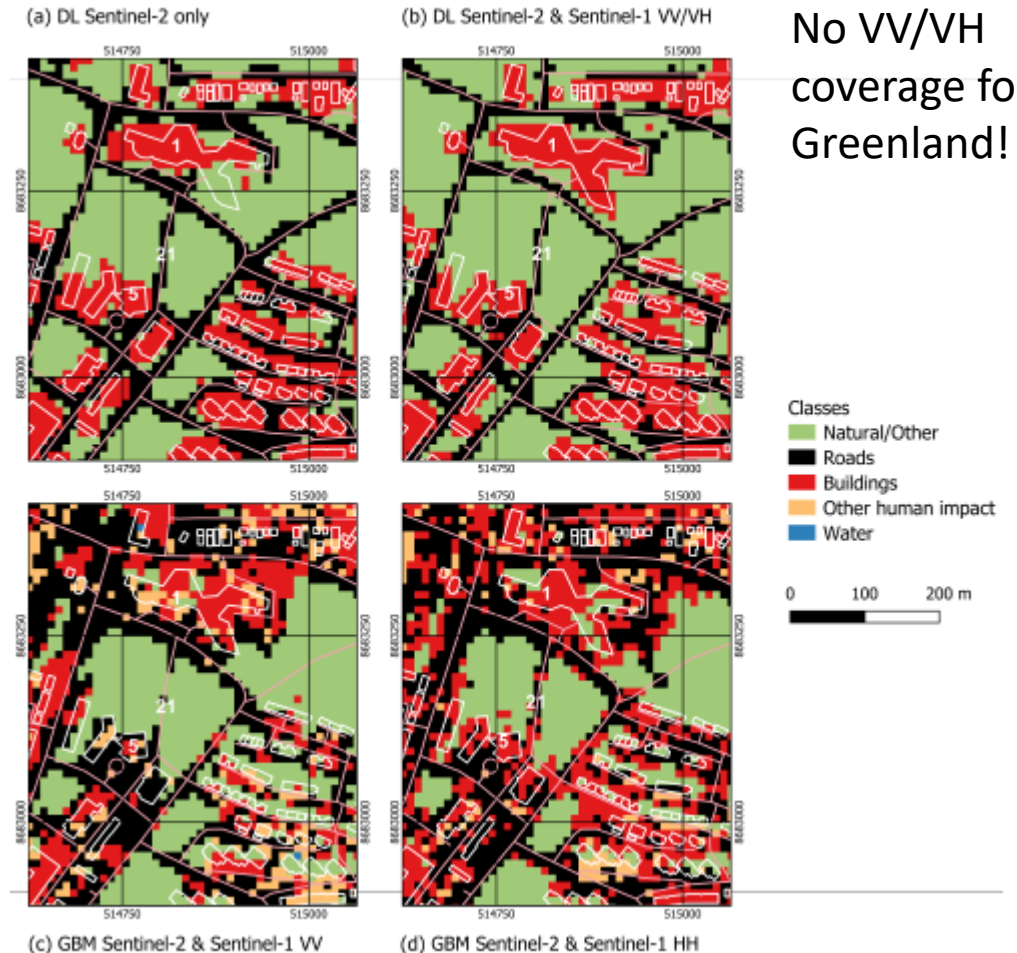 (a) DL Sentinel-2 only
(b) DL Sentinel-2 & Sentinel-1 VV/VH
No VV/VH
coverage fo
Greenland!
514750 515000
514750 515000
8683250
8683250
8683250
8683000
8683000
8683000
1
21
5
1
21
5
514750 515000
514750 515000
Classes
Natural/Other
Roads
Buildings
Other human impact
Water
0 100 200 m
514750 515000
514750 515000
8683250
8683250
8683250
8683000
8683000
8683000
1
21
5
1
21
5
514750 515000
514750 515000
(c) GBM Sentinel-2 & Sentinel-1 VV
(d) GBM Sentinel-2 & Sentinel-1 HH